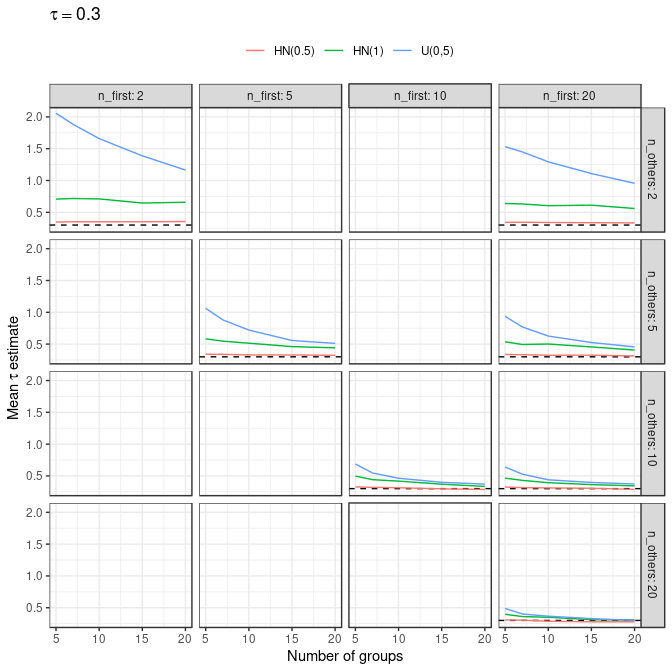 τ = 0.3
HN(0.5) HN(1) U(0,5)
n_first: 2 n_first: 5 n_first: 10 n_first: 20
2.0
1.5
1.0
0.5
n_others: 2
2.0
1.5
1.0
0.5
n_others: 5
2.0
1.5
1.0
0.5
n_others: 10
2.0
1.5
1.0
0.5
n_others: 20
5 10 15 20 5 10 15 20 5 10 15 20 5 10 15 20
Number of groups
Mean τ estimate